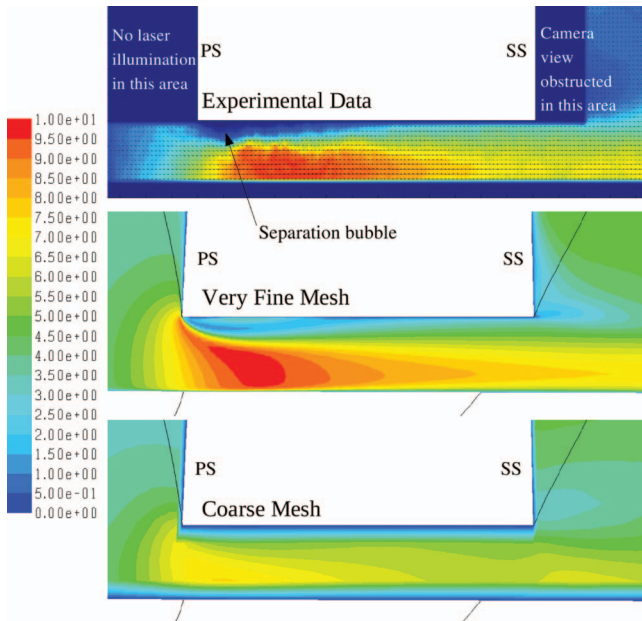 No laser
illumination
in this area
PS
SS
Camera
view
obstructed
in this area
Experimental Data
1.00e+01
9.50e+00
9.00e+00
8.50e+00
8.00e+00
7.50e+00
7.00e+00
6.50e+00
6.00e+00
5.50e+00
5.00e+00
4.50e+00
4.00e+00
3.50e+00
3.00e+00
2.50e+00
2.00e+00
1.50e+00
1.00e+00
5.00e-01
0.00e+00
Separation bubble
PS
SS
Very Fine Mesh
PS
SS
Coarse Mesh